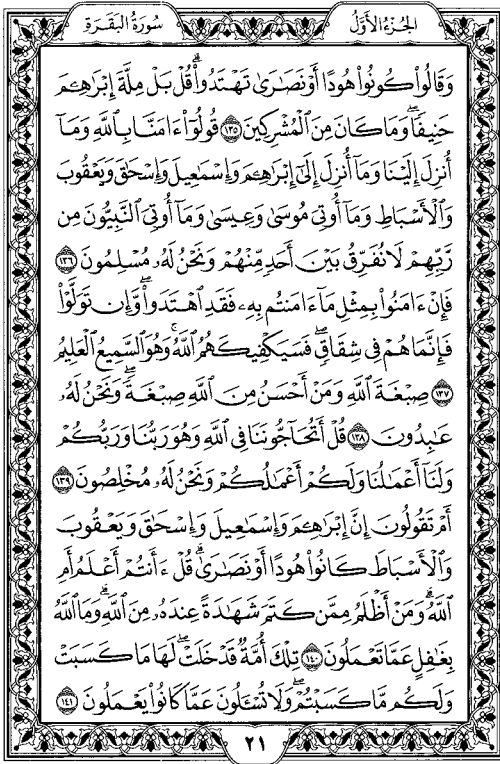 الجُزْءُ الأَوَّلُ
سُورَةُ البَقَرَةِ
وَقَالُوا۟ كُونُوا۟ هُودًا أَوْ نَصَٰرَىٰ تَهْتَدُوا۟ۗ قُلْ بَلْ مِلَّةَ إِبْرَٰهِـۧمَ
حَنِيفًاۖ وَمَا كَانَ مِنَ ٱلْمُشْرِكِينَ ١٣٥ قُولُوٓا۟ ءَامَنَّا بِٱللَّهِ وَمَآ
أُنزِلَ إِلَيْنَا وَمَآ أُنزِلَ إِلَىٰٓ إِبْرَٰهِـۧمَ وَإِسْمَٰعِيلَ وَإِسْحَٰقَ وَيَعْقُوبَ
وَٱلْأَسْبَاطِ وَمَآ أُوتِىَ مُوسَىٰ وَعِيسَىٰ وَمَآ أُوتِىَ ٱلنَّبِيُّونَ مِن
رَّبِّهِمْ لَا نُفَرِّقُ بَيْنَ أَحَدٍ مِّنْهُمْ وَنَحْنُ لَهُۥ مُسْلِمُونَ ١٣٦
فَإِنْ ءَامَنُوا۟ بِمِثْلِ مَآ ءَامَنتُم بِهِۦ فَقَدِ ٱهْتَدَوا۟ۖ وَّإِن تَوَلَّوْا۟
فَإِنَّمَا هُمْ فِى شِقَاقٍۖ فَسَيَكْفِيكَهُمُ ٱللَّهُۚ وَهُوَ ٱلسَّمِيعُ ٱلْعَلِيمُ
١٣٧ صِبْغَةَ ٱللَّهِ وَمَنْ أَحْسَنُ مِنَ ٱللَّهِ صِبْغَةًۖ وَنَحْنُ لَهُۥ
عَٰبِدُونَ ١٣٨ قُلْ أَتُحَآجُّونَنَا فِى ٱللَّهِ وَهُوَ رَبُّنَا وَرَبُّكُمْ
وَلَنَآ أَعْمَٰلُنَا وَلَكُمْ أَعْمَٰلُكُمْ وَنَحْنُ لَهُۥ مُخْلِصُونَ ١٣٩
أَمْ تَقُولُونَ إِنَّ إِبْرَٰهِـۧمَ وَإِسْمَٰعِيلَ وَإِسْحَٰقَ وَيَعْقُوبَ
وَٱلْأَسْبَاطَ كَانُوا۟ هُودًا أَوْ نَصَٰرَىٰۗ قُلْ ءَأَنتُمْ أَعْلَمُ أَمِ
ٱللَّهُۗ وَمَنْ أَظْلَمُ مِمَّن كَتَمَ شَهَٰدَةً عِندَهُۥ مِنَ ٱللَّهِۗ وَمَا ٱللَّهُ
بِغَٰفِلٍ عَمَّا تَعْمَلُونَ ١٤٠ تِلْكَ أُمَّةٌ قَدْ خَلَتْۖ لَهَا مَا كَسَبَتْ
وَلَكُم مَّا كَسَبْتُمْۖ وَلَا تُسْـَٔلُونَ عَمَّا كَانُوا۟ يَعْمَلُونَ ١٤١
٢١